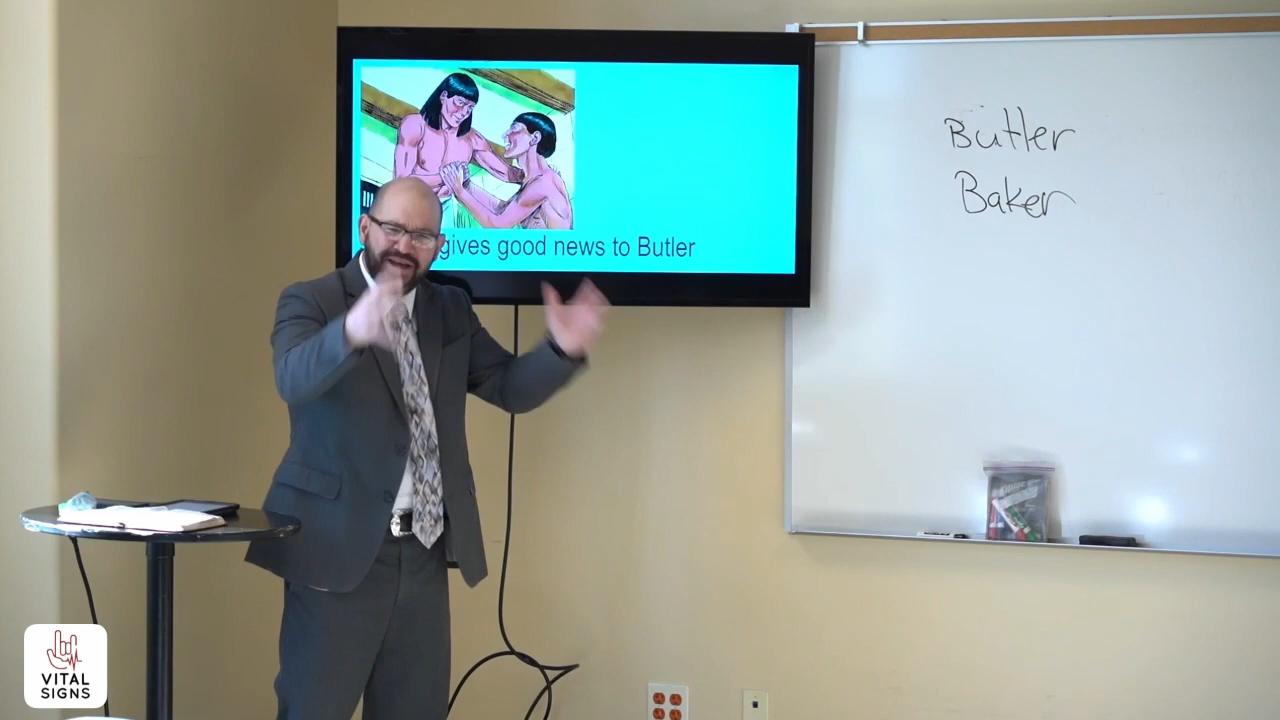 gives good news to Butler
Butler
Baker
VITAL
SIGNS